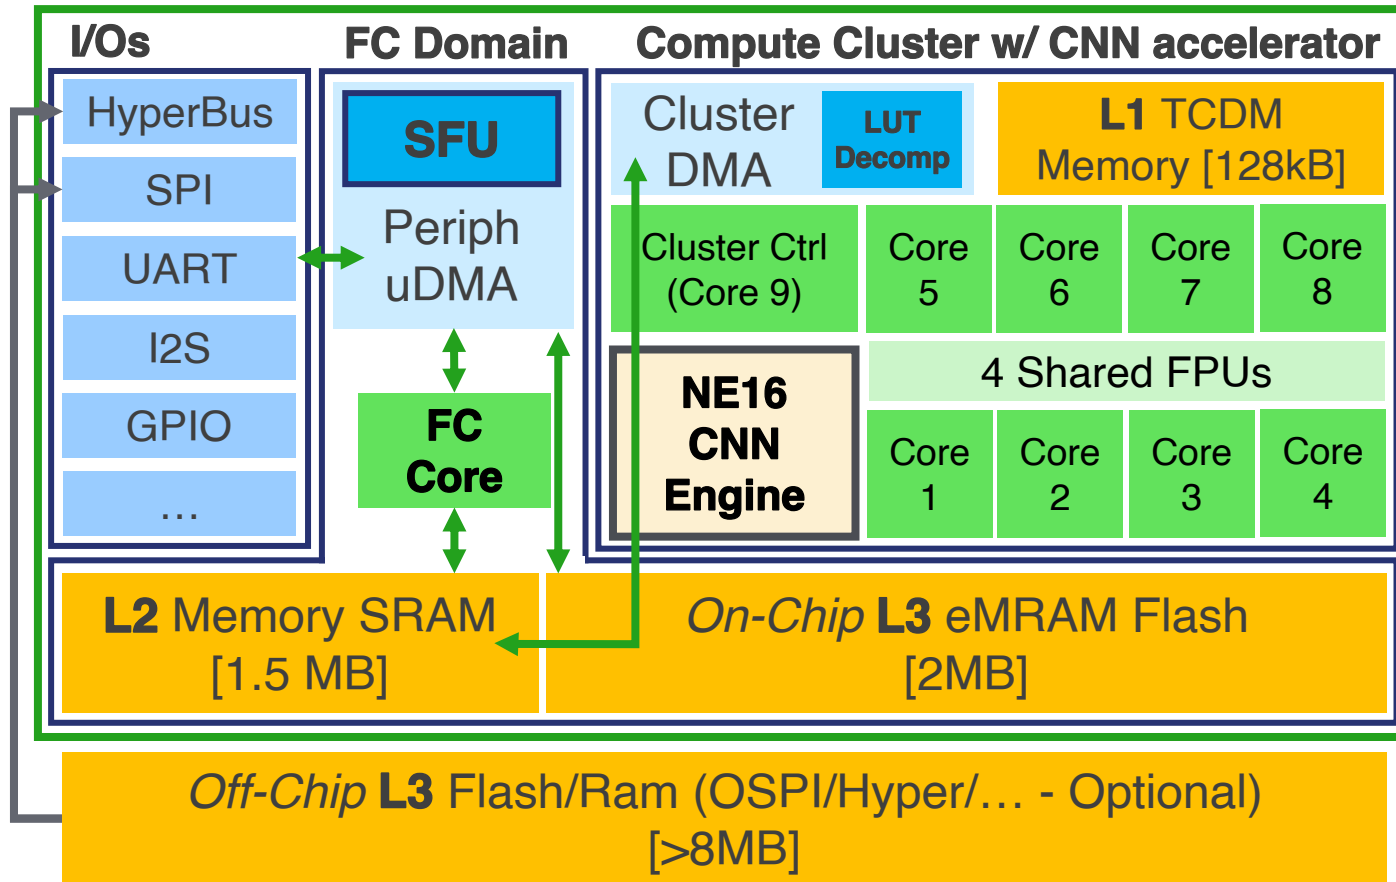 I/Os
HyperBus
SPI
UART
I2S
GPIO
…
FC Domain
SFU
Periph
uDMA
FC
Core
Compute Cluster w/ CNN accelerator
Cluster
DMA
LUT
Decomp
L1 TCDM
Memory [128kB]
Cluster Ctrl
(Core 9)
Core
5
Core
6
Core
7
Core
8
NE16
CNN
Engine
4 Shared FPUs
Core
1
Core
2
Core
3
Core
4
L2 Memory SRAM
[1.5 MB]
On-Chip L3 eMRAM Flash
[2MB]
Off-Chip L3 Flash/Ram (OSPI/Hyper/… - Optional)
[>8MB]